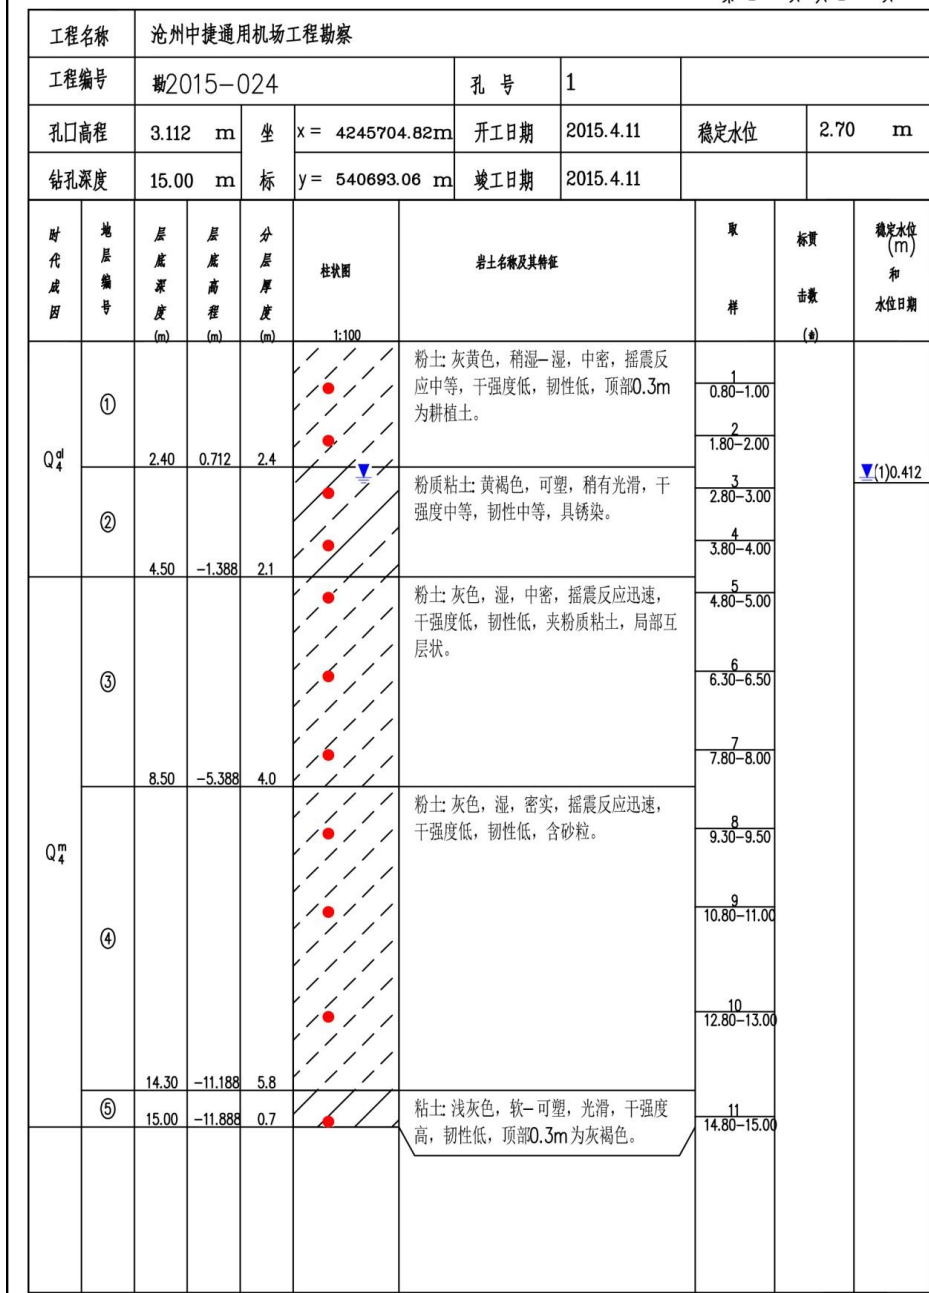 工程名称 沧州中捷通用机场工程勘察
工程编号 勘2015-024 孔 号 1
孔口高程 3.112 m 坐 x = 4245704.82m 开工日期 2015.4.11 稳定水位 2.70 m
钻孔深度 15.00 m 标 y = 540693.06 m 竣工日期 2015.4.11
时代成因 地层编号 层底深度(m) 层底高程(m) 分层厚度(m) 柱状图 1:100 岩土名称及其特征 取样 标贯击数(击) 稳定水位(m)和水位日期
粉土: 灰黄色，稍湿-湿，中密，摇震反
应中等，干强度低，韧性低，顶部0.3m
为耕植土。
①
1
0.80-1.00
2
1.80-2.00
Q4al
2.40 0.712 2.4
粉质粘土: 黄褐色，可塑，稍有光滑，干
强度中等，韧性中等，具锈染。
②
3
2.80-3.00
(1)0.412
4
3.80-4.00
4.50 -1.388 2.1
粉土: 灰色，湿，中密，摇震反应迅速，
干强度低，韧性低，夹粉质粘土，局部互
层状。
③
5
4.80-5.00
6
6.30-6.50
7
7.80-8.00
8.50 -5.388 4.0
粉土: 灰色，湿，密实，摇震反应迅速，
干强度低，韧性低，含砂粒。
Q4m
④
8
9.30-9.50
9
10.80-11.00
10
12.80-13.00
14.30 -11.188 5.8
粘土: 浅灰色，软-可塑，光滑，干强度
高，韧性低，顶部0.3m为灰褐色。
⑤
15.00 -11.888 0.7
11
14.80-15.00